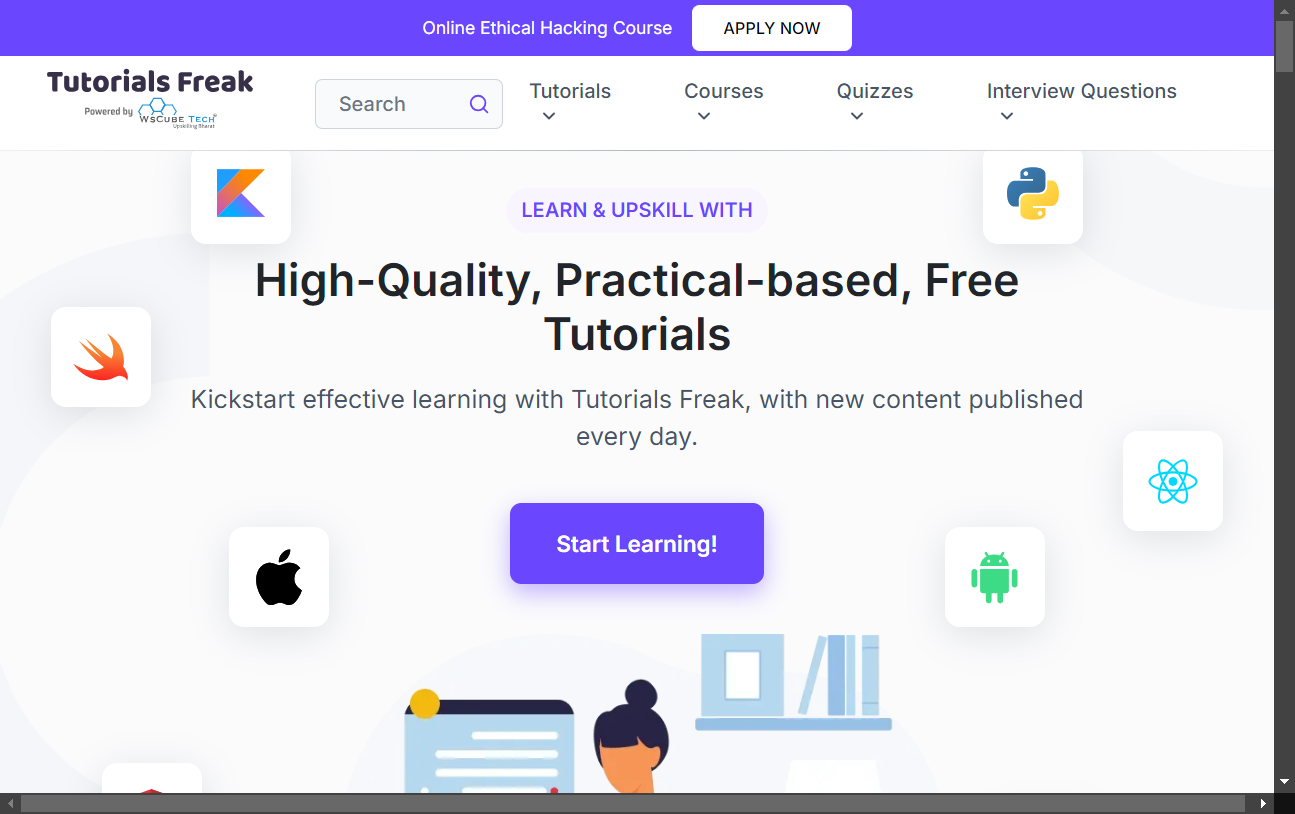 Online Ethical Hacking Course
APPLY NOW
Tutorials Freak
Powered by
WsCube Tech
Upskilling Bharat
Search
Tutorials
Courses
Quizzes
Interview Questions
LEARN & UPSKILL WITH
High-Quality, Practical-based, Free
Tutorials
Kickstart effective learning with Tutorials Freak, with new content published
every day.
Start Learning!